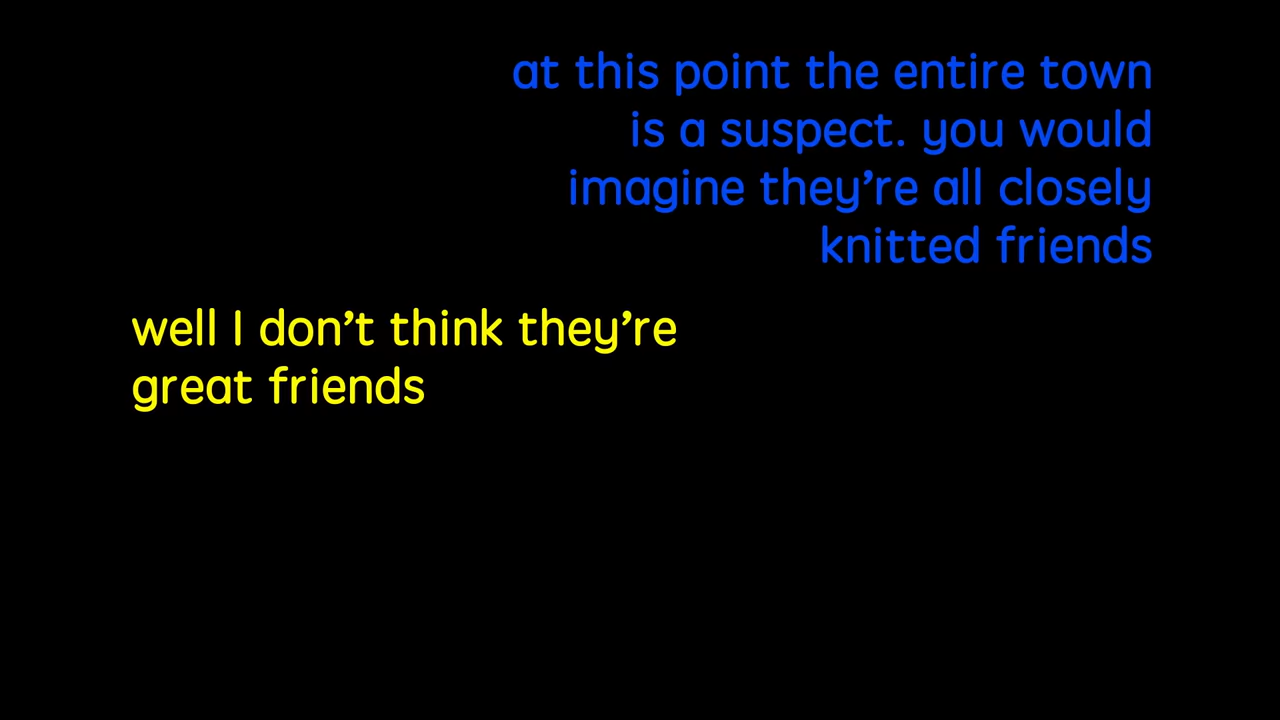 at this point the entire town
is a suspect. you would
imagine they’re all closely
knitted friends
well I don’t think they’re
great friends